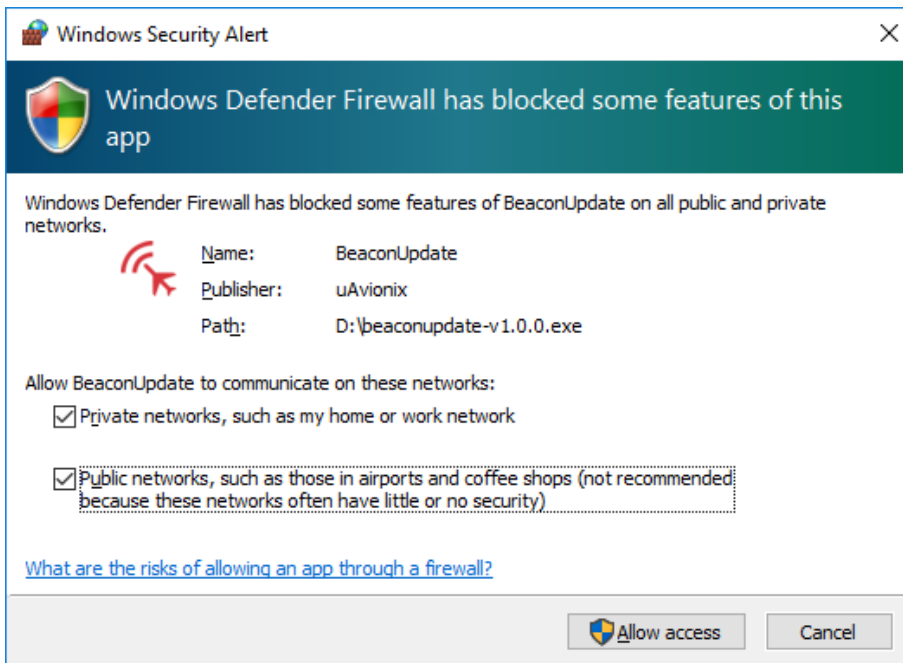 Windows Security Alert
Windows Defender Firewall has blocked some features of this
app
Windows Defender Firewall has blocked some features of BeaconUpdate on all public and private
networks.
Name: BeaconUpdate
Publisher: uAvionix
Path: D:\beaconupdate-v1.0.0.exe
Allow BeaconUpdate to communicate on these networks:
Private networks, such as my home or work network
Public networks, such as those in airports and coffee shops (not recommended
because these networks often have little or no security)
What are the risks of allowing an app through a firewall?
Allow access Cancel